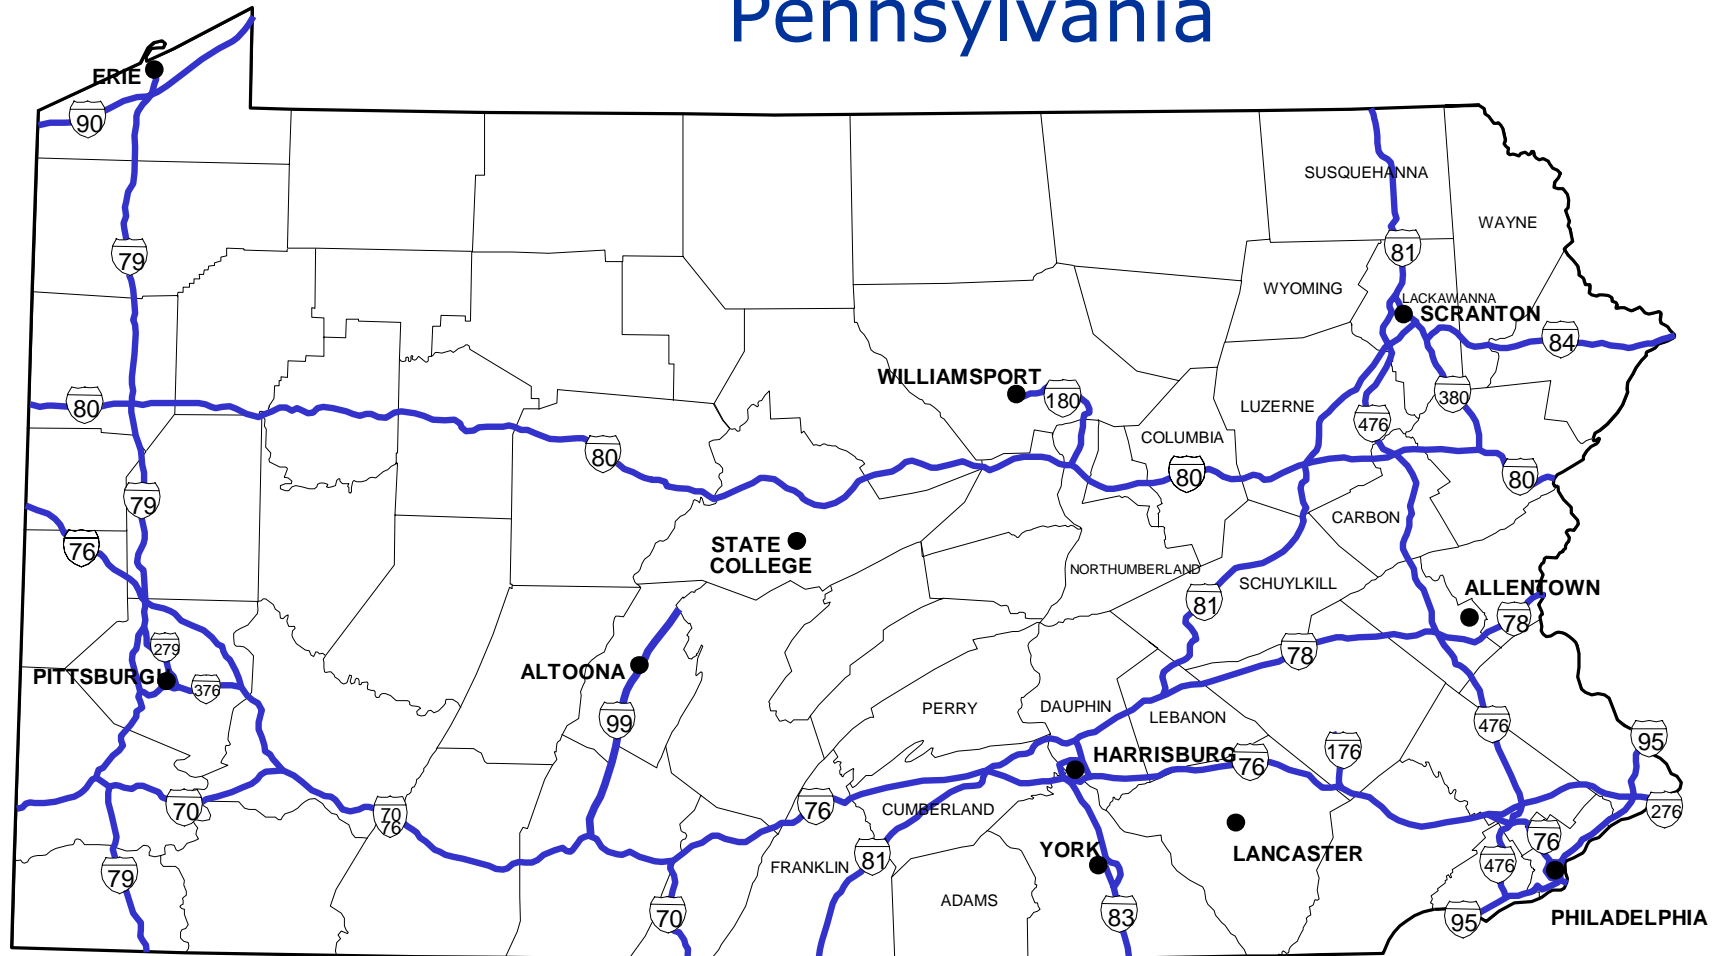 Pennsylvania
ERIE
90
SUSQUEHANNA
WAYNE
79
81
WYOMING
LACKAWANNA
SCRANTON
84
WILLIAMSPORT
180
380
80
LUZERNE
476
COLUMBIA
80
80
80
79
CARBON
76
STATE
COLLEGE
NORTHUMBERLAND
SCHUYLKILL
ALLENTOWN
81
78
279
78
PITTSBURGH
376
ALTOONA
99
PERRY
DAUPHIN
LEBANON
476
95
HARRISBURG
76
176
70
70
76
76
CUMBERLAND
276
76
YORK
LANCASTER
81
FRANKLIN
476
79
ADAMS
70
83
95
PHILADELPHIA